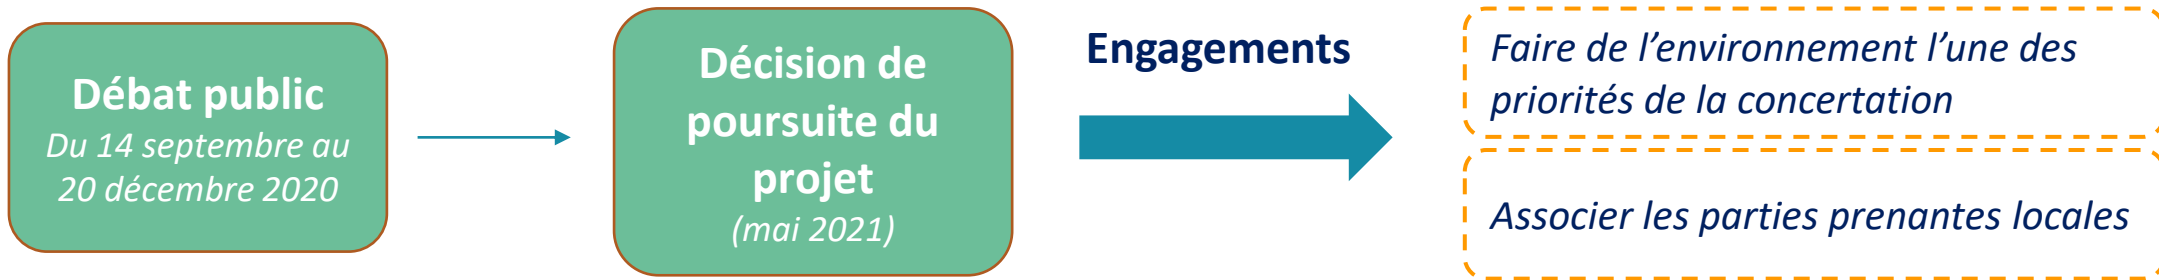 Débat public
Du 14 septembre au
20 décembre 2020
Décision de
poursuite du
projet
(mai 2021)
Engagements
Faire de l’environnement l’une des
priorités de la concertation
Associer les parties prenantes locales